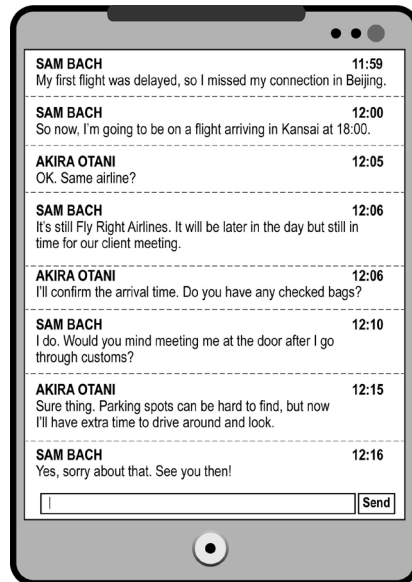 SAM BACH 11:59
My first flight was delayed, so I missed my connection in Beijing.
SAM BACH 12:00
So now, I'm going to be on a flight arriving in Kansai at 18:00.
AKIRA OTANI 12:05
OK. Same airline?
SAM BACH 12:06
It's still Fly Right Airlines. It will be later in the day but still in
time for our client meeting.
AKIRA OTANI 12:06
I'll confirm the arrival time. Do you have any checked bags?
SAM BACH 12:10
I do. Would you mind meeting me at the door after I go
through customs?
AKIRA OTANI 12:15
Sure thing. Parking spots can be hard to find, but now
I'll have extra time to drive around and look.
SAM BACH 12:16
Yes, sorry about that. See you then!
Send